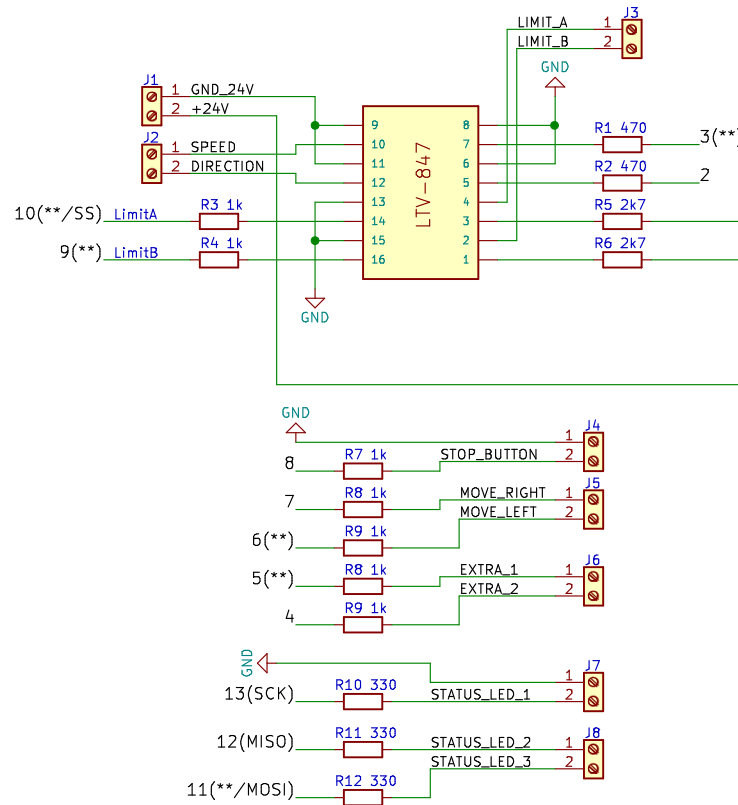 J3
LIMIT_A 1
LIMIT_B 2
GND
J1
1 GND_24V
2 +24V
J2
1 SPEED
2 DIRECTION
LTV-847
9 8
10 7
11 6
12 5
13 4
14 3
15 2
16 1
R1 470
3(**)
R2 470
2
R5 2k7
R6 2k7
10(**/SS) LimitA R3 1k
9(**) LimitB R4 1k
GND
GND
J4
1
8 R7 1k STOP_BUTTON 2
J5
7 R8 1k MOVE_RIGHT 1
MOVE_LEFT 2
6(**) R9 1k
J6
5(**) R8 1k EXTRA_1 1
EXTRA_2 2
4 R9 1k
GND
J7
1
13(SCK) R10 330 STATUS_LED_1 2
J8
12(MISO) R11 330 STATUS_LED_2 1
STATUS_LED_3 2
11(**/MOSI) R12 330